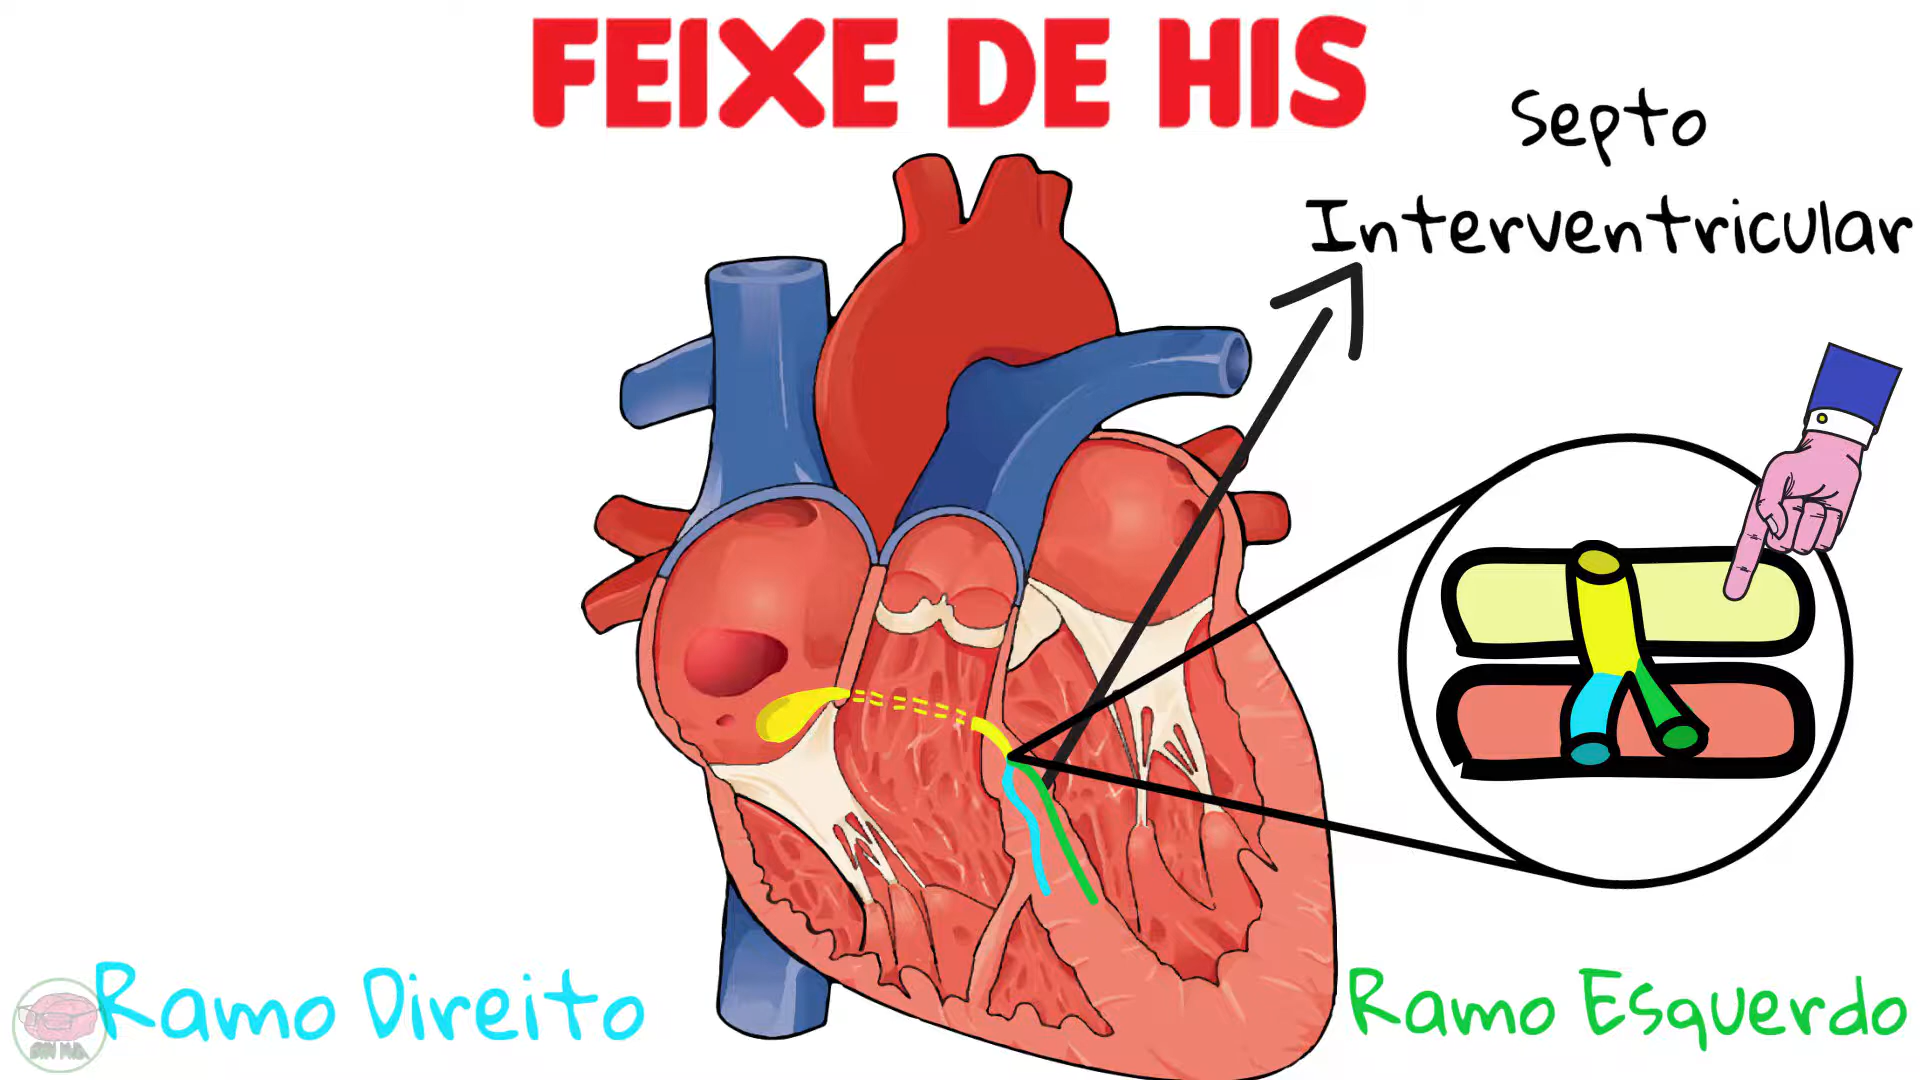 FEIXE DE HIS
Septo
Interventricular
Ramo Direito
Ramo Esquerdo